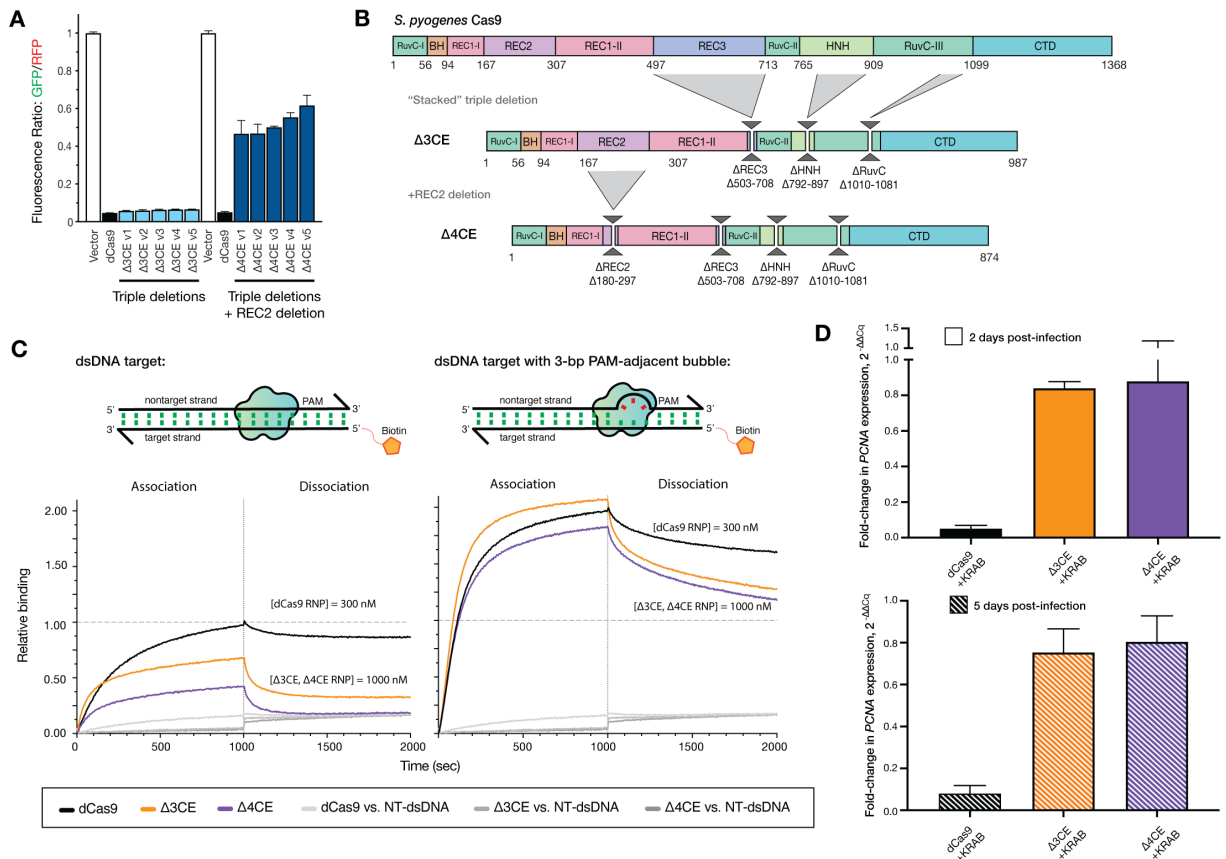 A
Fluorescence Ratio: GFP/RFP
1
0.8
0.6
0.4
0.2
0
Vector
dCas9
Δ3CE v1
Δ3CE v2
Δ3CE v3
Δ3CE v4
Δ3CE v5
Vector
dCas9
Δ4CE v1
Δ4CE v2
Δ4CE v3
Δ4CE v4
Δ4CE v5
Triple deletions
Triple deletions
+ REC2 deletion
B
S. pyogenes Cas9
RuvC-I BH REC1-I REC2 REC1-II REC3 RuvC-II HNH RuvC-III CTD
1 56 94 167 307 497 713 765 909 1099 1368
"Stacked" triple deletion
Δ3CE
RuvC-I BH REC1-I REC2 REC1-II RuvC-II CTD
1 56 94 167 307 987
ΔREC3 ΔHNH ΔRuvC
Δ503-708 Δ792-897 Δ1010-1081
+REC2 deletion
Δ4CE
RuvC-I BH REC1-I REC1-II RuvC-II CTD
1 874
ΔREC2 ΔREC3 ΔHNH ΔRuvC
Δ180-297 Δ503-708 Δ792-897 Δ1010-1081
C
dsDNA target:
nontarget strand PAM
5' 3'
3' 5'
target strand
Biotin
dsDNA target with 3-bp PAM-adjacent bubble:
nontarget strand PAM
5' 3'
3' 5'
target strand
Biotin
Association Dissociation
Association Dissociation
Relative binding
2.00
1.50
1.00
0.50
0.00
[dCas9 RNP] = 300 nM
[Δ3CE, Δ4CE RNP] = 1000 nM
[dCas9 RNP] = 300 nM
[Δ3CE, Δ4CE RNP] = 1000 nM
0 500 1000 1500 2000
0 500 1000 1500 2000
Time (sec)
dCas9 Δ3CE Δ4CE dCas9 vs. NT-dsDNA Δ3CE vs. NT-dsDNA Δ4CE vs. NT-dsDNA
D
Fold-change in PCNA expression, 2^-ΔΔCq
1.5
1.0
0.8
0.6
0.4
0.2
0.0
2 days post-infection
dCas9
+KRAB
Δ3CE
+KRAB
Δ4CE
+KRAB
Fold-change in PCNA expression, 2^-ΔΔCq
1.0
0.8
0.6
0.4
0.2
0.0
5 days post-infection
dCas9
+KRAB
Δ3CE
+KRAB
Δ4CE
+KRAB